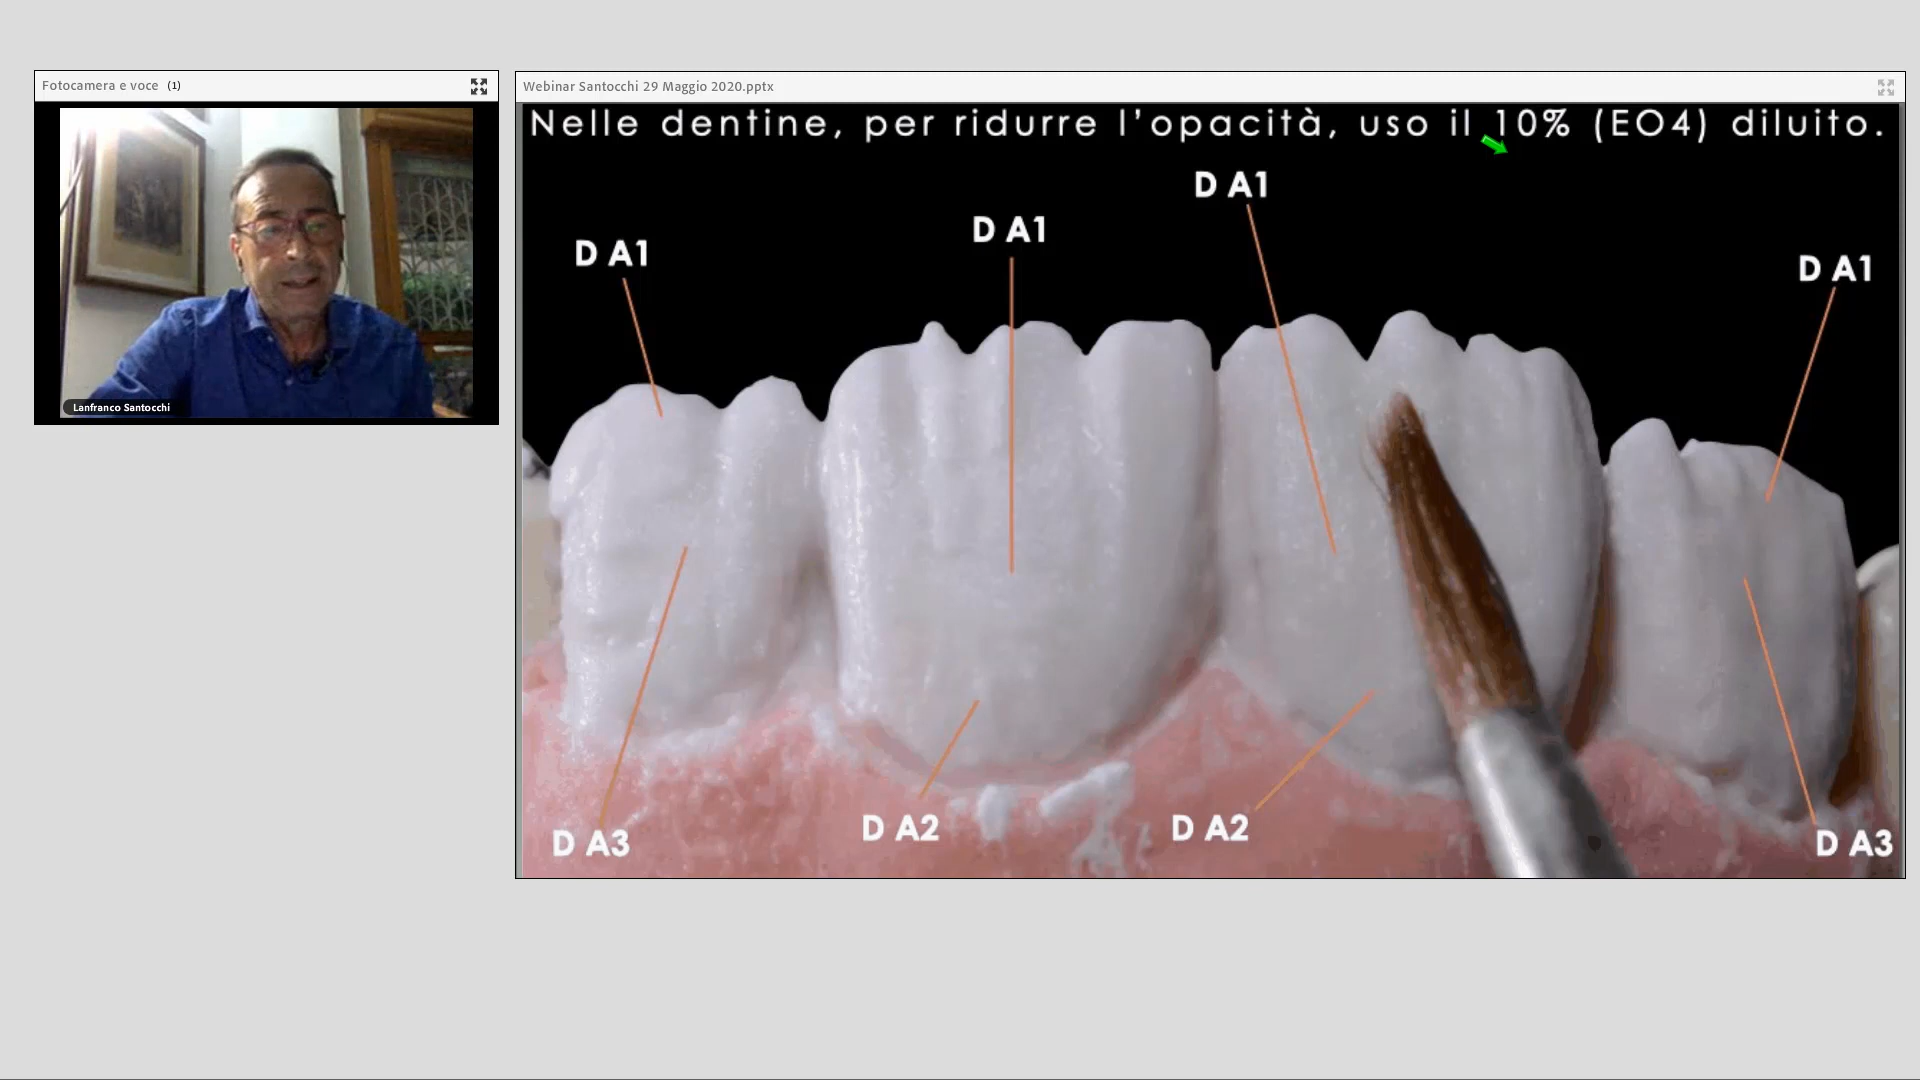 Fotocamera e voce (1)
Lanfranco Santocchi
Webinar Santocchi 29 Maggio 2020.pptx
Nelle dentine, per ridurre l'opacità, uso il 10% (EO4) diluito.
D A1
D A1
D A1
D A1
D A3
D A2
D A2
D A3